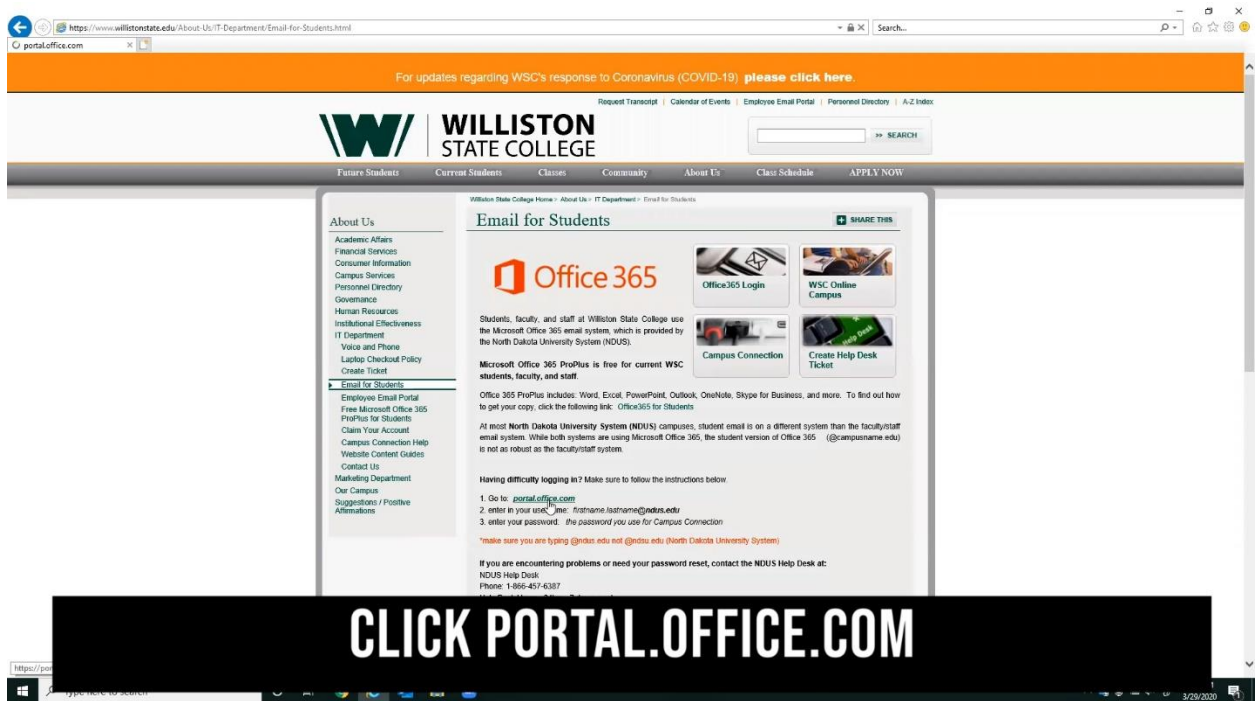 https://www.willistonstate.edu/About-Us/IT-Department/Email-for-Students.html
Search...
portal.office.com
For updates regarding WSC's response to Coronavirus (COVID-19) please click here.
Request Transcript | Calendar of Events | Employee Email Portal | Personnel Directory | A-Z Index
WILLISTON
STATE COLLEGE
SEARCH
Future Students Current Students Classes Community About Us Class Schedule APPLY NOW
Williston State College Home > About Us > IT Department > Email for Students
About Us
Academic Affairs
Financial Services
Consumer Information
Campus Services
Personnel Directory
Governance
Human Resources
Institutional Effectiveness
IT Department
Voice and Phone
Laptop Checkout Policy
Create Ticket
Email for Students
Employee Email Portal
Free Microsoft Office 365
ProPlus for Students
Claim Your Account
Campus Connection Help
Website Content Guides
Contact Us
Marketing Department
Our Campus
Suggestions / Positive
Affirmations
Email for Students
SHARE THIS
Office 365
Office365 Login
WSC Online
Campus
Help Desk
Campus Connection
Create Help Desk
Ticket
Students, faculty, and staff at Williston State College use
the Microsoft Office 365 email system, which is provided by
the North Dakota University System (NDUS).
Microsoft Office 365 ProPlus is free for current WSC
students, faculty, and staff.
Office 365 ProPlus includes: Word, Excel, PowerPoint, Outlook, OneNote, Skype for Business, and more. To find out how
to get your copy, click the following link: Office365 for Students
At most North Dakota University System (NDUS) campuses, student email is on a different system than the faculty/staff
email system. While both systems are using Microsoft Office 365, the student version of Office 365 (@campusname.edu)
is not as robust as the faculty/staff system.
Having difficulty logging in? Make sure to follow the instructions below.
1. Go to: portal.office.com
2. enter in your username: firstname.lastname@ndus.edu
3. enter your password: the password you use for Campus Connection
*make sure you are typing @ndus.edu not @ndsu.edu (North Dakota University System)
If you are encountering problems or need your password reset, contact the NDUS Help Desk at:
NDUS Help Desk
Phone: 1-866-457-6387
CLICK PORTAL.OFFICE.COM
https://por
Type here to search
3/29/2020